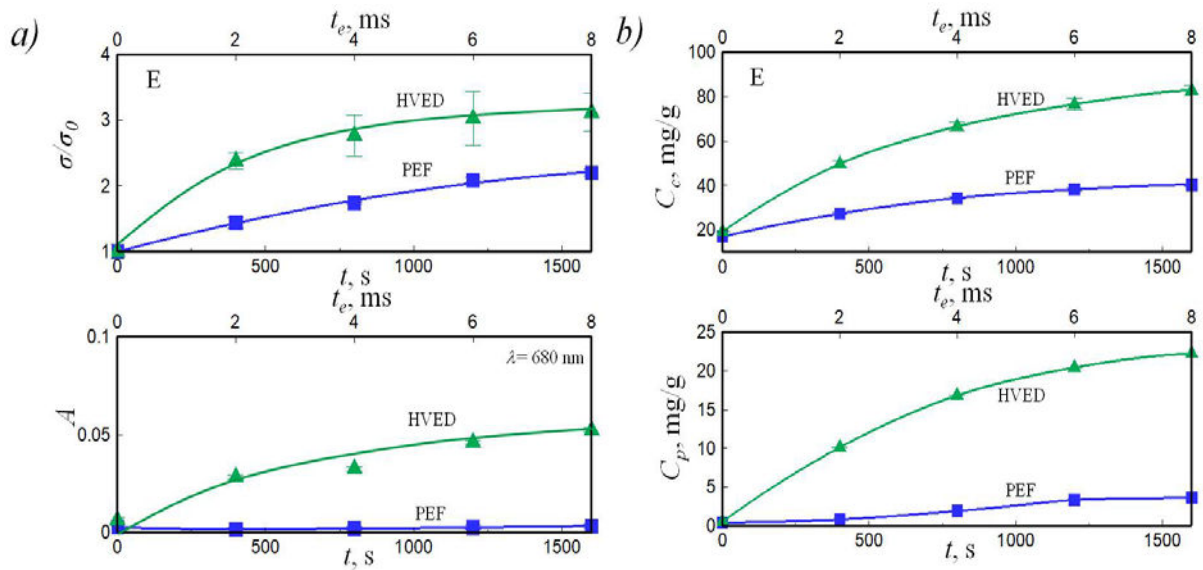 a)
t_e, ms
0 2 4 6 8
4
3
2
1
σ/σ_0
E
HVED
PEF
0 500 1000 1500
t, s
t_e, ms
0 2 4 6 8
0.1
0.05
0
A
λ= 680 nm
HVED
PEF
0 500 1000 1500
t, s
b)
t_e, ms
0 2 4 6 8
100
80
60
40
20
C_c, mg/g
E
HVED
PEF
0 500 1000 1500
t, s
t_e, ms
0 2 4 6 8
25
20
15
10
5
0
C_p, mg/g
HVED
PEF
0 500 1000 1500
t, s